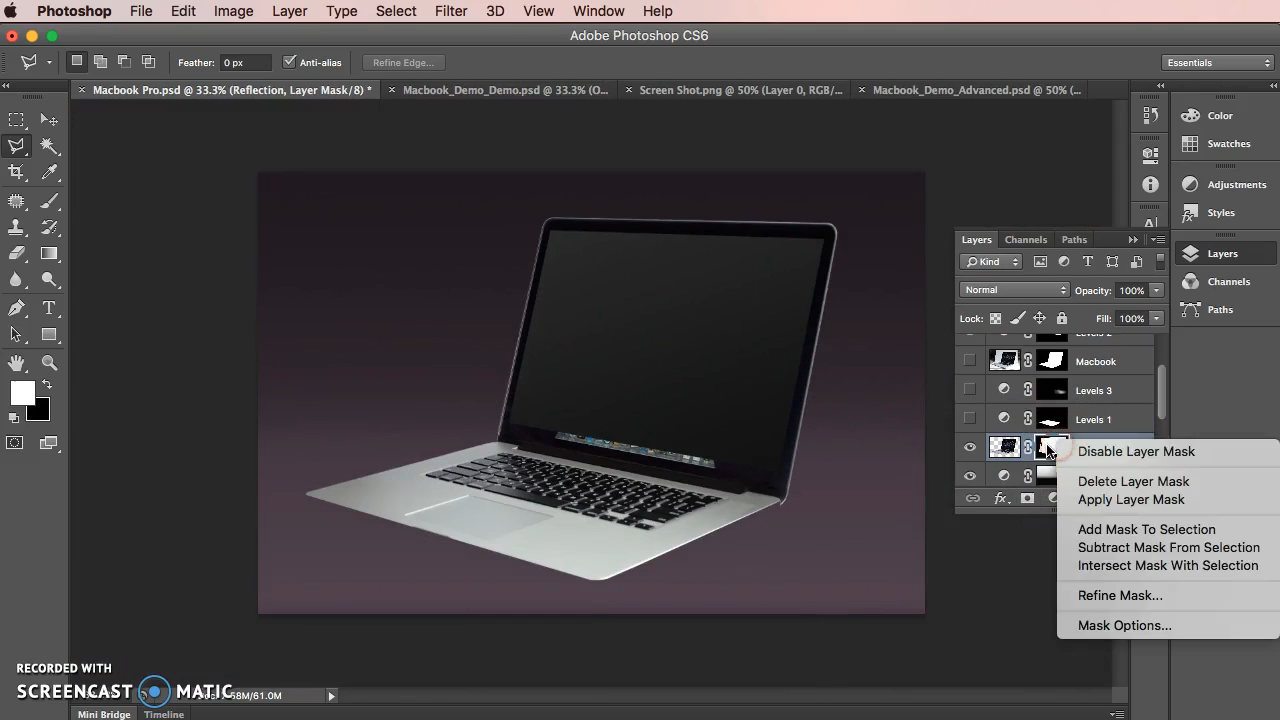 Photoshop File Edit Image Layer Type Select Filter 3D View Window Help
Adobe Photoshop CS6
Feather: 0 px Anti-alias Refine Edge... Essentials
Macbook Pro.psd @ 33.3% (Reflection, Layer Mask/8) * Macbook_Demo_Demo.psd @ 33.3% (O... Screen Shot.png @ 50% (Layer 0, RGB/... Macbook_Demo_Advanced.psd @ 50% (...
Color
Swatches
Adjustments
Styles
Layers
Channels
Paths
Layers Channels Paths
Kind
Normal Opacity: 100%
Lock: Fill: 100%
Macbook
Levels 3
Levels 1
Disable Layer Mask
Delete Layer Mask
Apply Layer Mask
Add Mask To Selection
Subtract Mask From Selection
Intersect Mask With Selection
Refine Mask...
Mask Options...
fx
RECORDED WITH
SCREENCAST MATIC
/61.0M
Mini Bridge Timeline